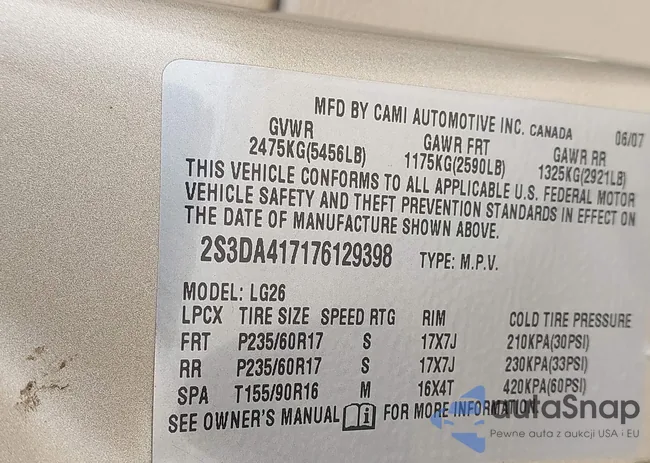 MFD BY CAMI AUTOMOTIVE INC. CANADA 06/07
GVWR GAWR FRT GAWR RR
2475KG(5456LB) 1175KG(2590LB) 1325KG(2921LB)
THIS VEHICLE CONFORMS TO ALL APPLICABLE U.S. FEDERAL MOTOR
VEHICLE SAFETY AND THEFT PREVENTION STANDARDS IN EFFECT ON
THE DATE OF MANUFACTURE SHOWN ABOVE.
2S3DA417176129398 TYPE: M.P.V.
MODEL: LG26
LPCX TIRE SIZE SPEED RTG RIM COLD TIRE PRESSURE
FRT P235/60R17 S 17X7J 210KPA(30PSI)
RR P235/60R17 S 17X7J 230KPA(33PSI)
SPA T155/90R16 M 16X4T 420KPA(60PSI)
SEE OWNER'S MANUAL FOR MORE INFORMATION
autaSnap
Pewne auta z aukcji USA • EU